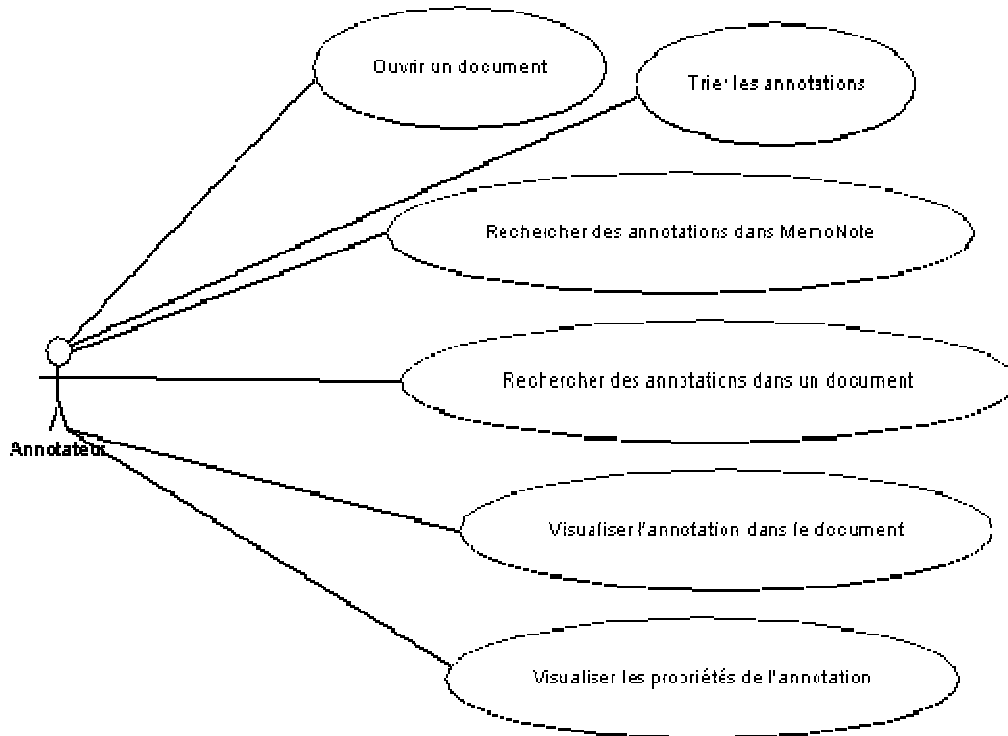 Ouvrir un document
Trier les annotations
Rechercher des annotations dans MemoNote
Rechercher des annotations dans un document
Annotateur
Visualiser l'annotation dans le document
Visualiser les propriétés de l'annotation